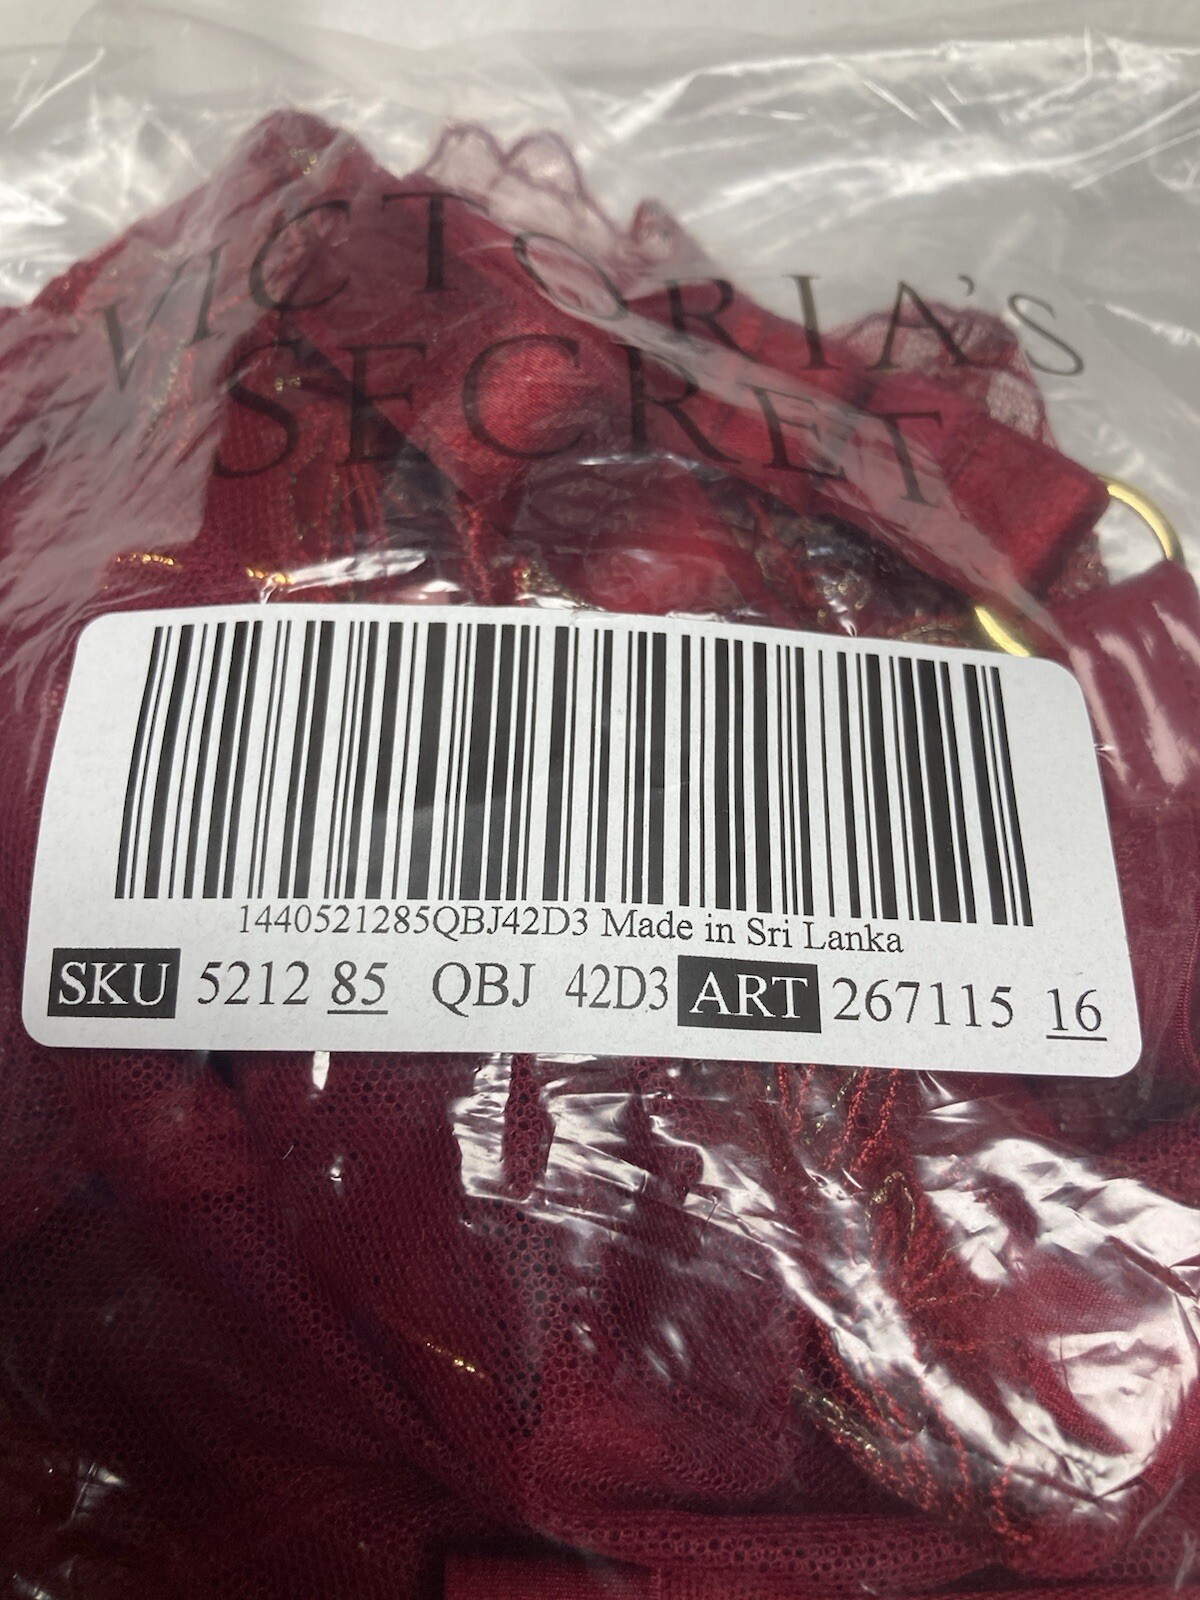 VICTORIA'S
SECRET
1440521285QBJ42D3 Made in Sri Lanka
SKU 5212 85 QBJ 42D3 ART 267115 16